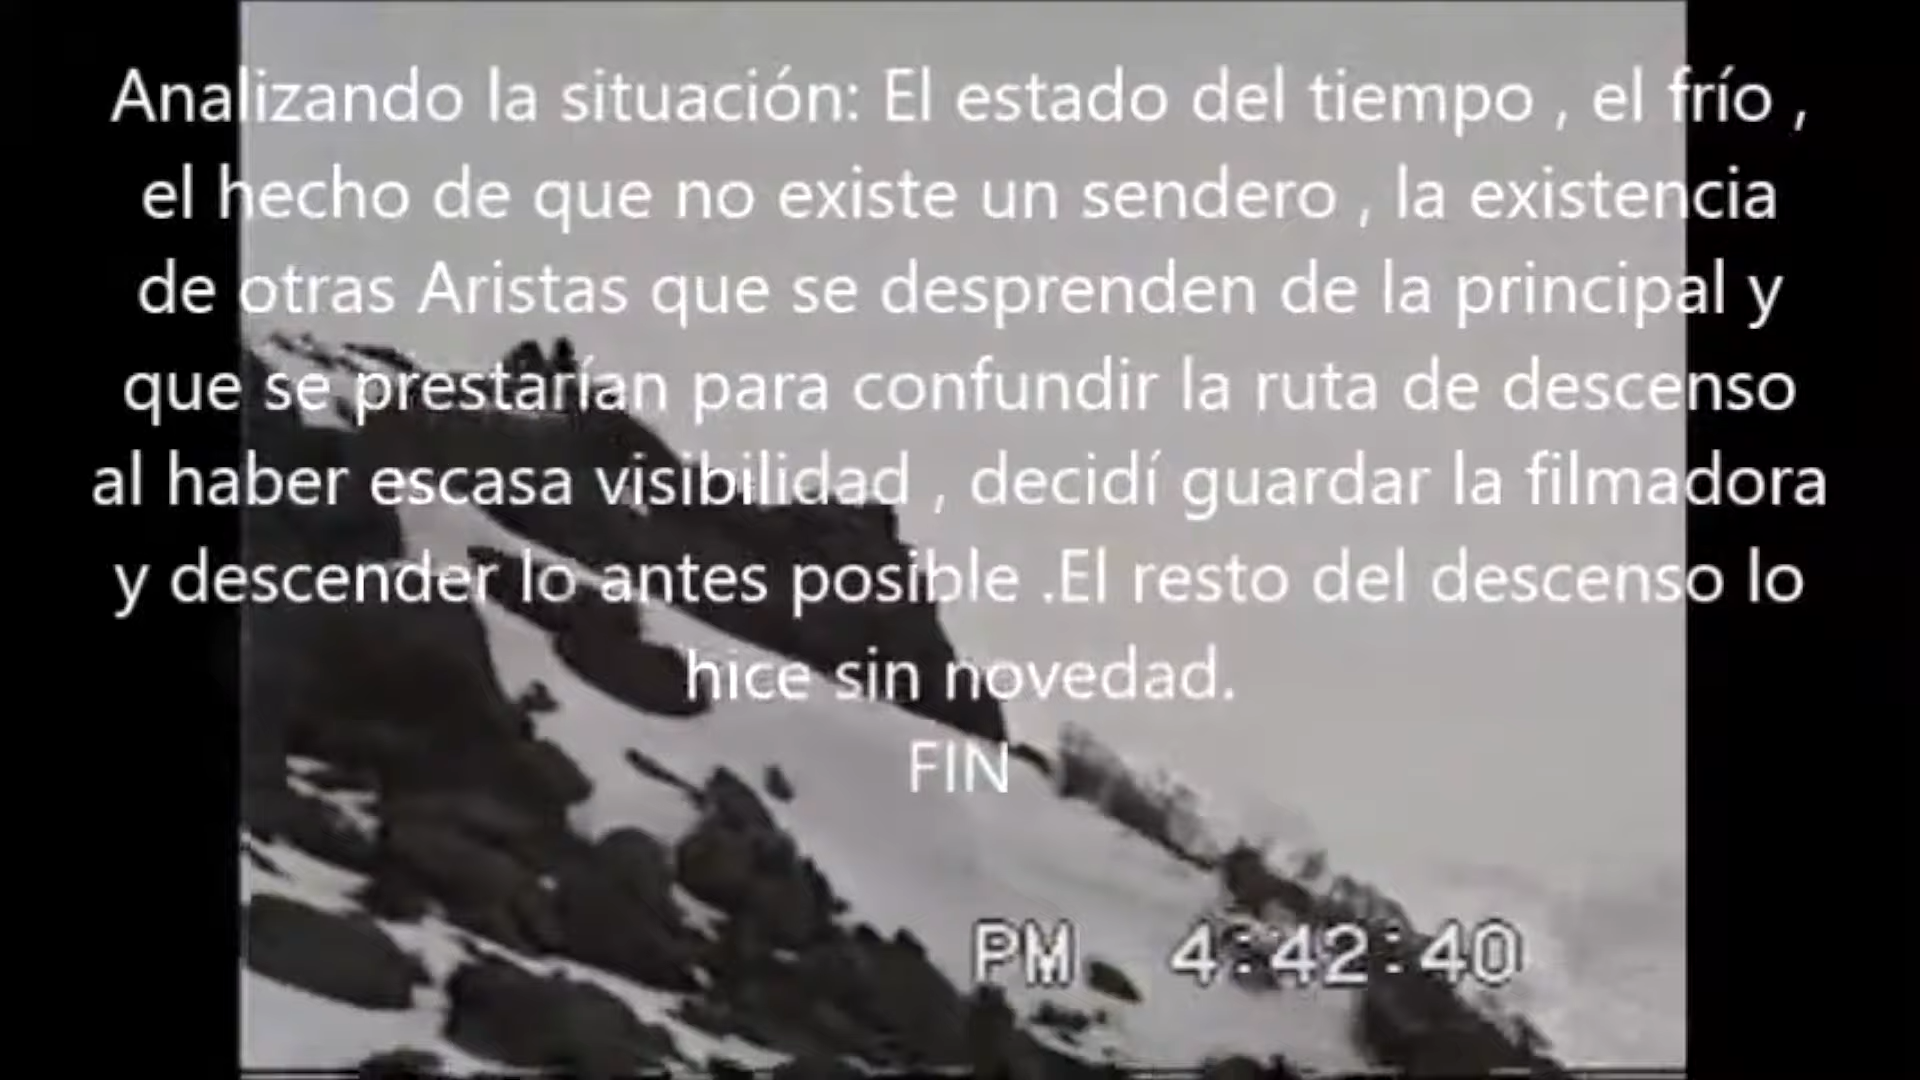 Analizando la situación: El estado del tiempo , el frío ,
el hecho de que no existe un sendero , la existencia
de otras Aristas que se desprenden de la principal y
que se prestarían para confundir la ruta de descenso
al haber escasa visibilidad , decidí guardar la filmadora
y descender lo antes posible .El resto del descenso lo
hice sin novedad.
FIN
PM 4:42:40